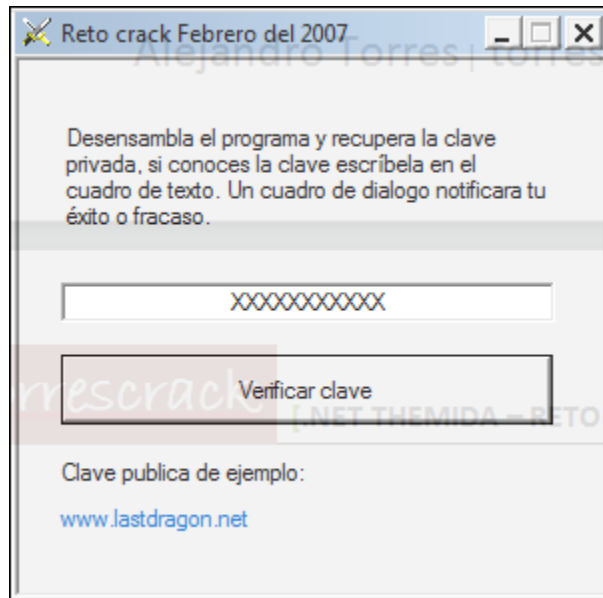 Reto crack Febrero del 2007
Alejandro Torres | torres
Desensambla el programa y recupera la clave
privada, si conoces la clave escríbela en el
cuadro de texto. Un cuadro de dialogo notificara tu
éxito o fracaso.
XXXXXXXXXXX
Verificar clave
rrescrack
[.NET THEMIDA – RETO
Clave publica de ejemplo:
www.lastdragon.net